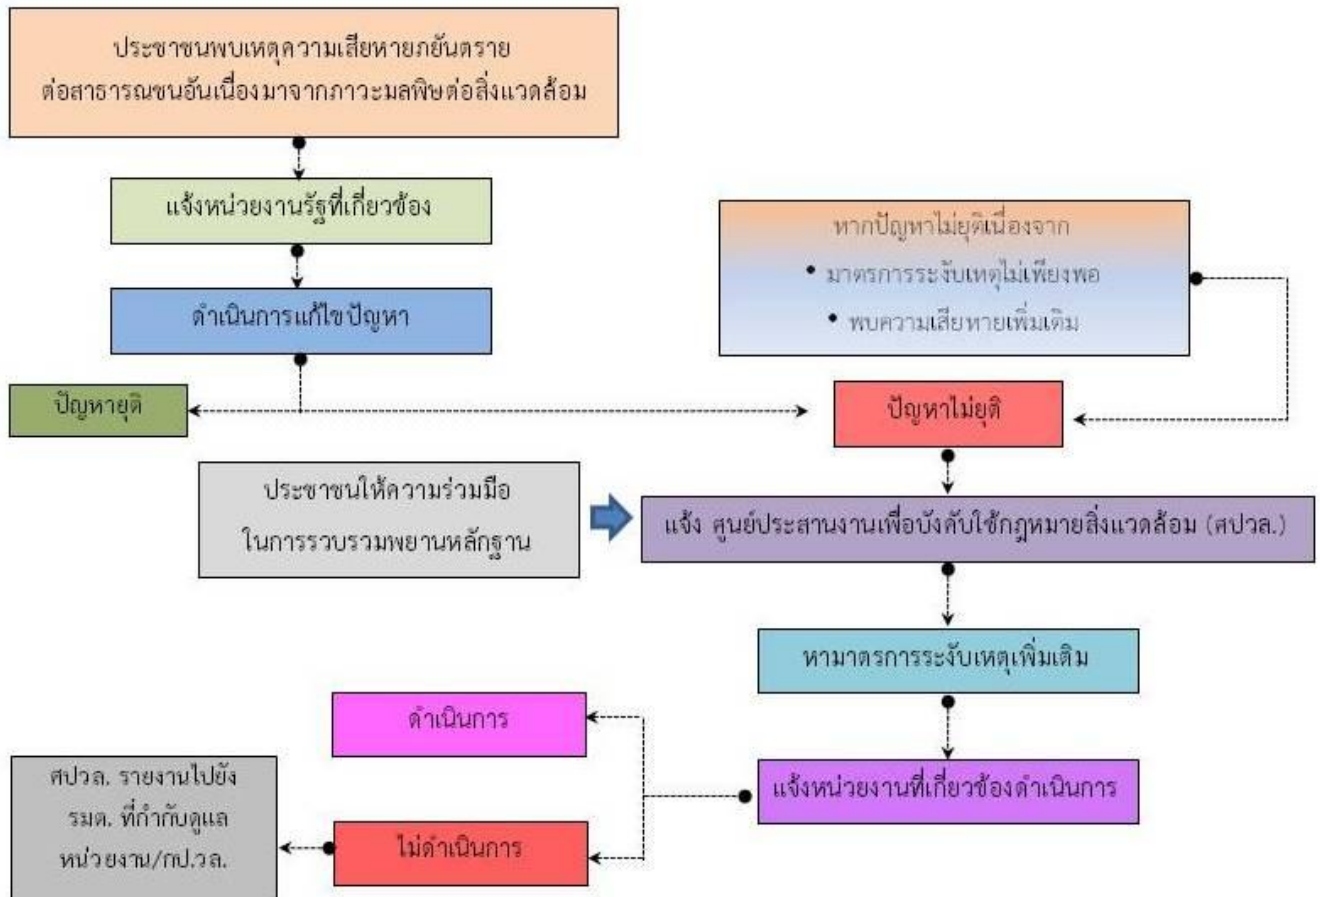 ประชาชนพบเหตุความเสียหายภยันตราย
ต่อสาธารณชนอันเนื่องมาจากภาวะมลพิษต่อสิ่งแวดล้อม
แจ้งหน่วยงานรัฐที่เกี่ยวข้อง
ดำเนินการแก้ไขปัญหา
หากปัญหาไม่ยุติเนื่องจาก
• มาตรการระงับเหตุไม่เพียงพอ
• พบความเสียหายเพิ่มเติม
ปัญหายุติ
ปัญหาไม่ยุติ
ประชาชนให้ความร่วมมือ
ในการรวบรวมพยานหลักฐาน
แจ้ง ศูนย์ประสานงานเพื่อบังคับใช้กฎหมายสิ่งแวดล้อม (ศปวล.)
หามาตรการระงับเหตุเพิ่มเติม
แจ้งหน่วยงานที่เกี่ยวข้องดำเนินการ
ดำเนินการ
ไม่ดำเนินการ
ศปวล. รายงานไปยัง
รมต. ที่กำกับดูแล
หน่วยงาน/กป.วล.